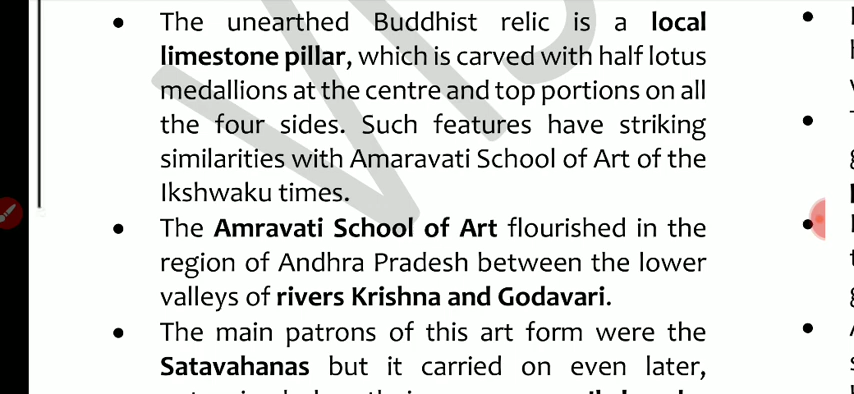 • The unearthed Buddhist relic is a local
limestone pillar, which is carved with half lotus
medallions at the centre and top portions on all
the four sides. Such features have striking
similarities with Amaravati School of Art of the
Ikshwaku times.
• The Amravati School of Art flourished in the
region of Andhra Pradesh between the lower
valleys of rivers Krishna and Godavari.
• The main patrons of this art form were the
Satavahanas but it carried on even later,